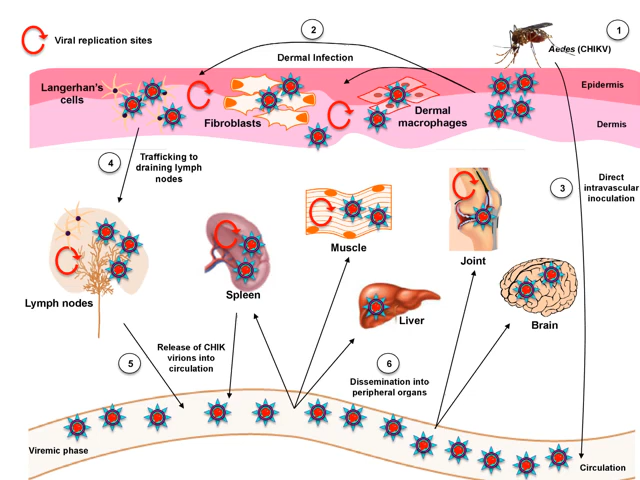 1
2
Viral replication sites
Aedes (CHIKV)
Dermal Infection
Langerhan's
cells
Epidermis
Fibroblasts
Dermal
macrophages
Dermis
4
Trafficking to
draining lymph
nodes
3
Direct
intravascular
inoculation
Muscle
Joint
Lymph nodes
Spleen
Liver
Brain
5
Release of CHIK
virions into
circulation
6
Dissemination into
peripheral organs
Viremic phase
Circulation